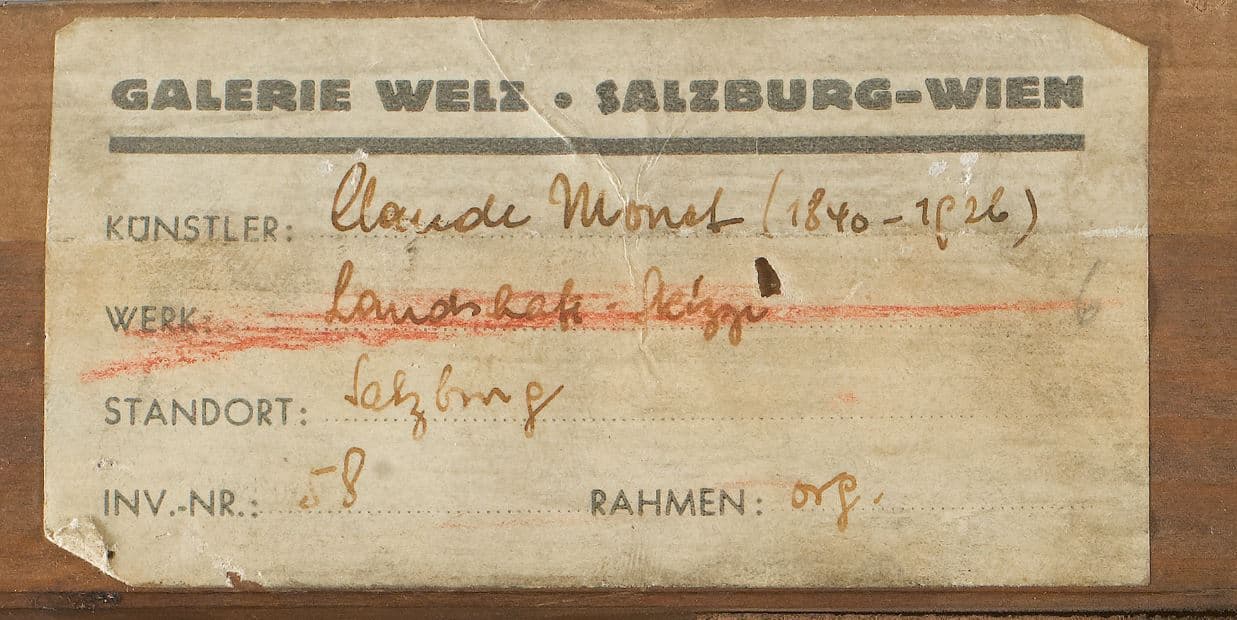 GALERIE WELZ • SALZBURG-WIEN
KÜNSTLER: Claude Monet (1840-1926)
WERK: Landschaft-Skizze
STANDORT: Salzburg
INV.-NR.: 58 RAHMEN: org.